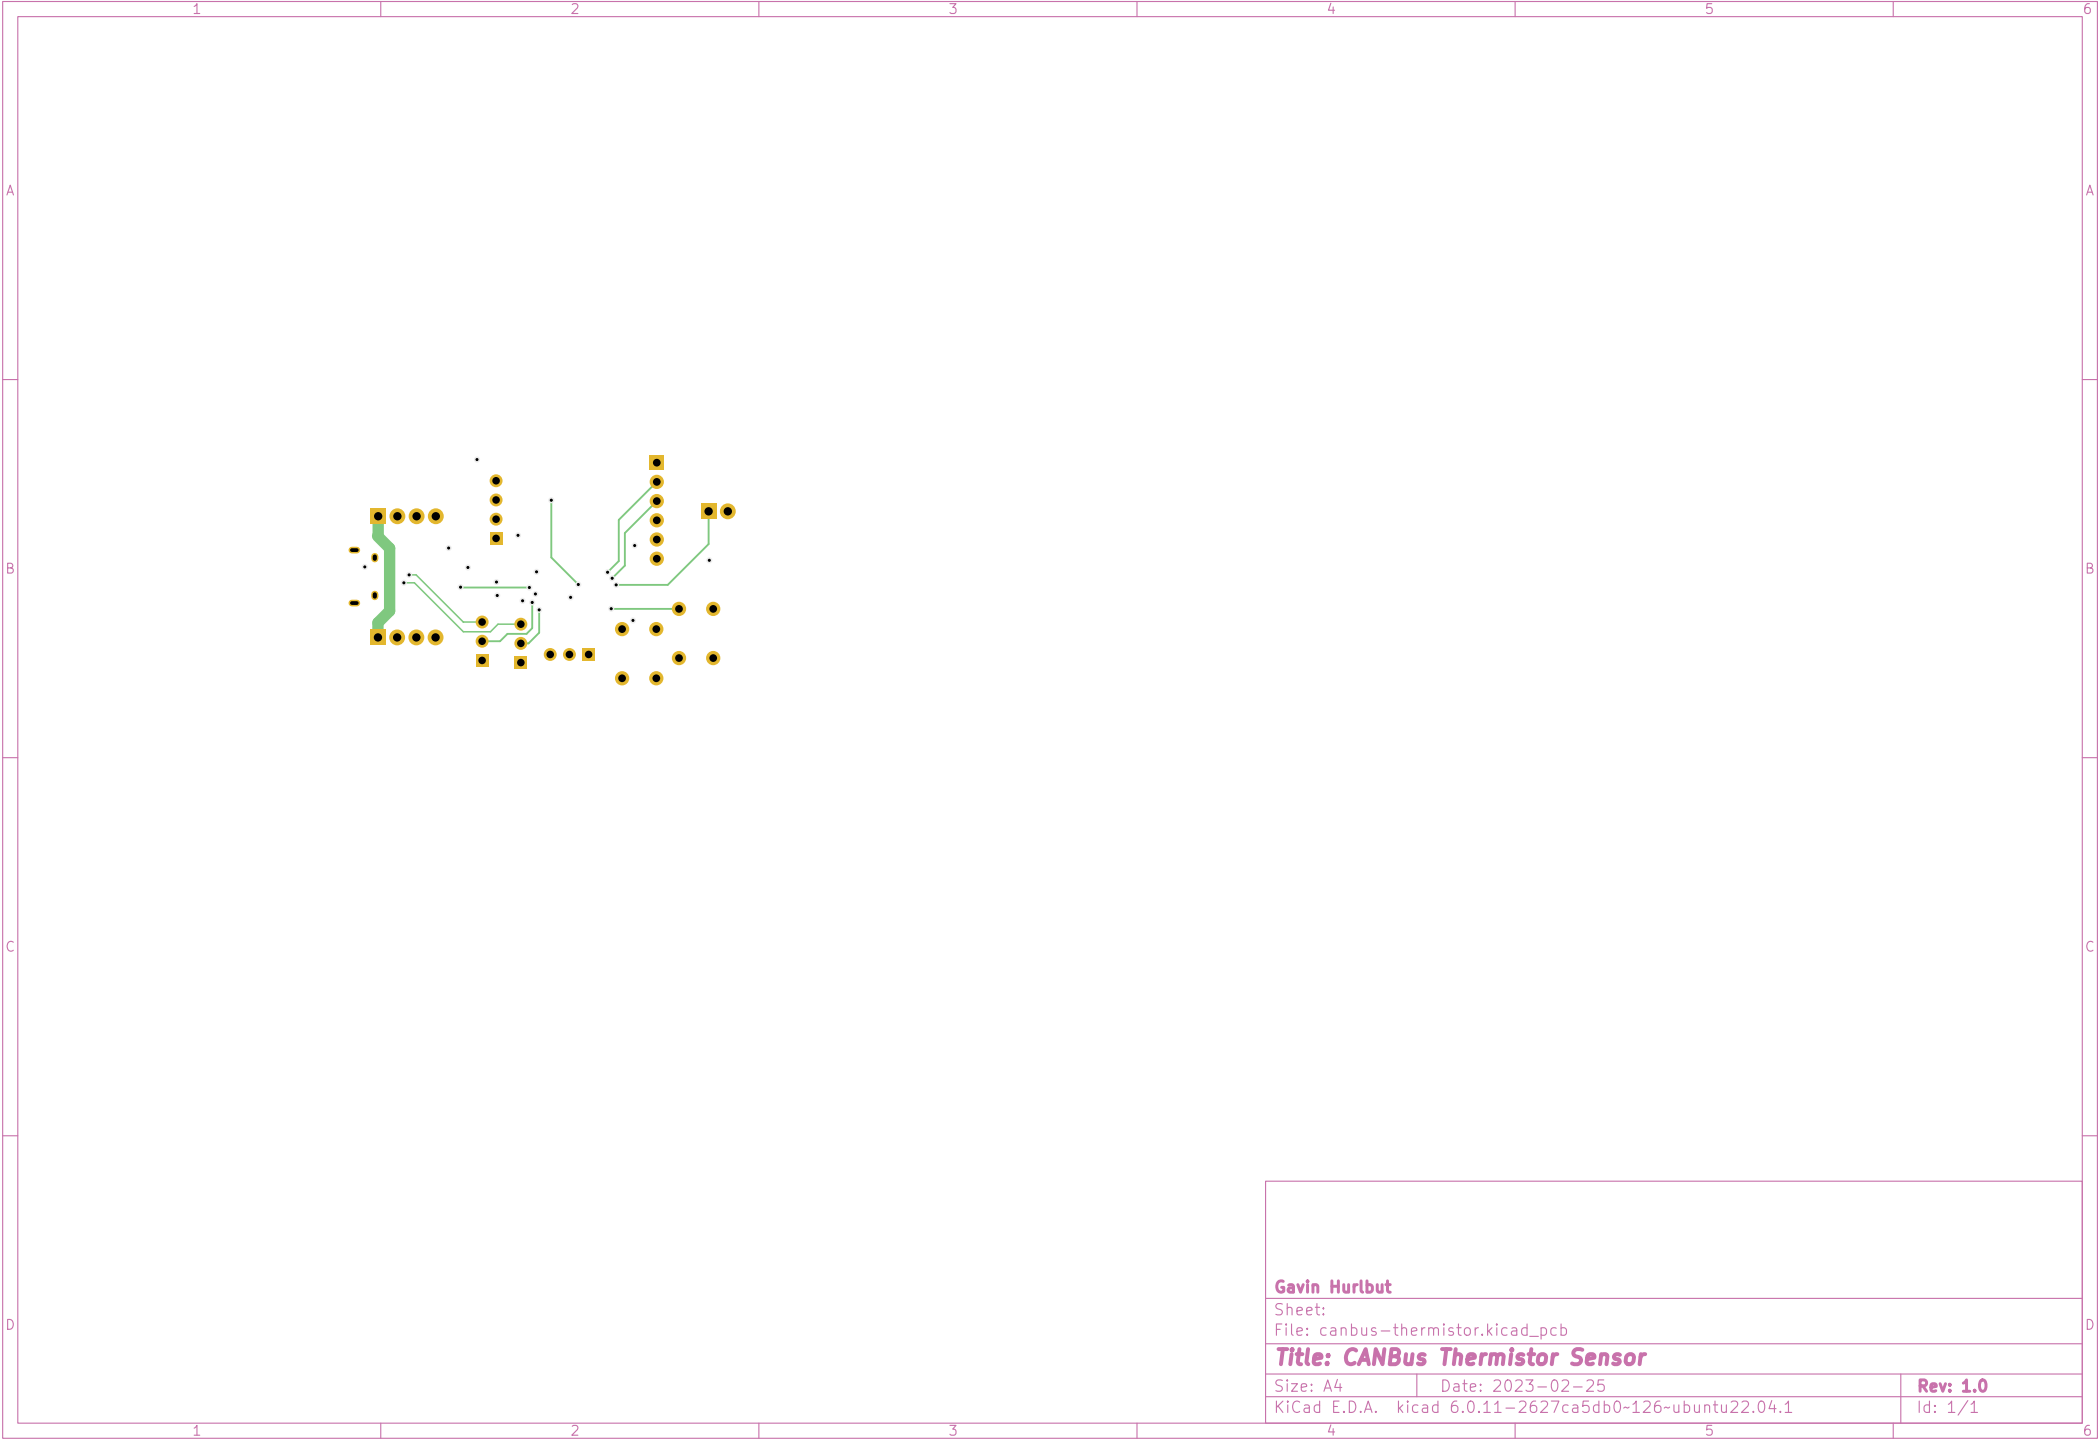 1 2 3 4 5 6
A A
B B
C C
Gavin Hurlbut
Sheet:
File: canbus-thermistor.kicad_pcb
D D
Title: CANBus Thermistor Sensor
Size: A4 Date: 2023-02-25 Rev: 1.0
KiCad E.D.A. kicad 6.0.11-2627ca5db0~126~ubuntu22.04.1 Id: 1/1
1 2 3 4 5 6